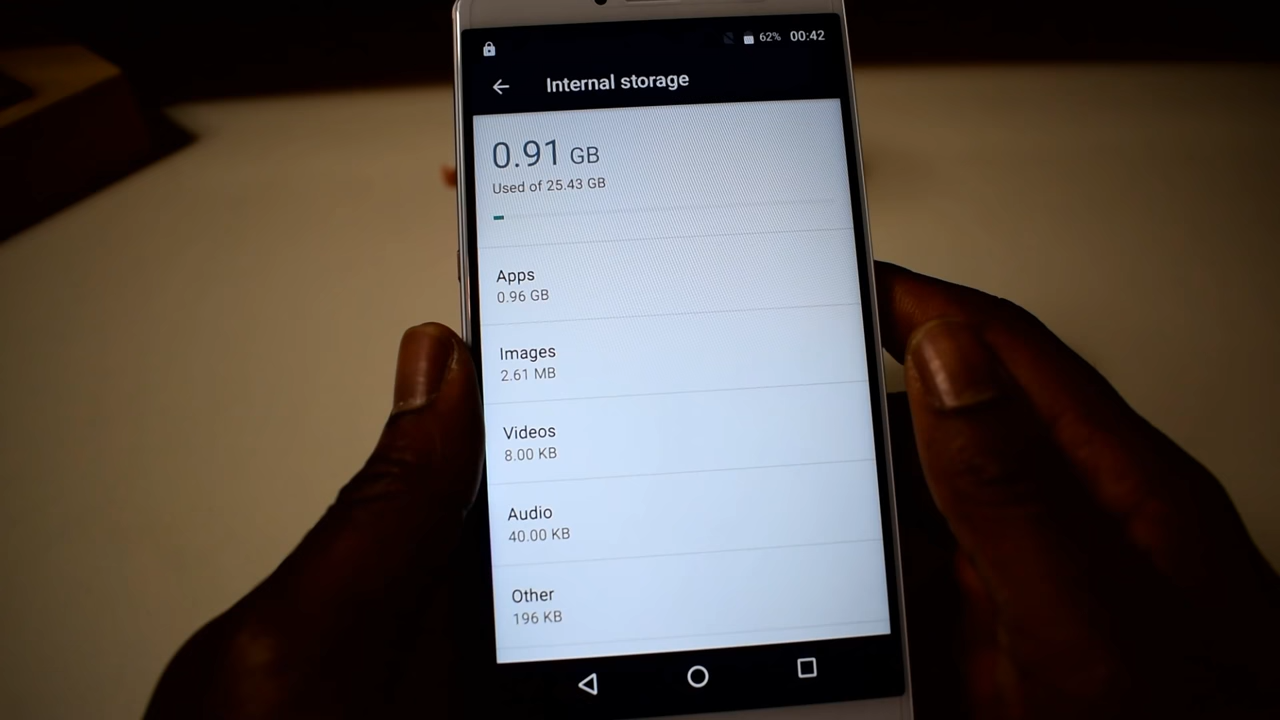 62% 00:42
Internal storage
0.91 GB
Used of 25.43 GB
Apps
0.96 GB
Images
2.61 MB
Videos
8.00 KB
Audio
40.00 KB
Other
196 KB